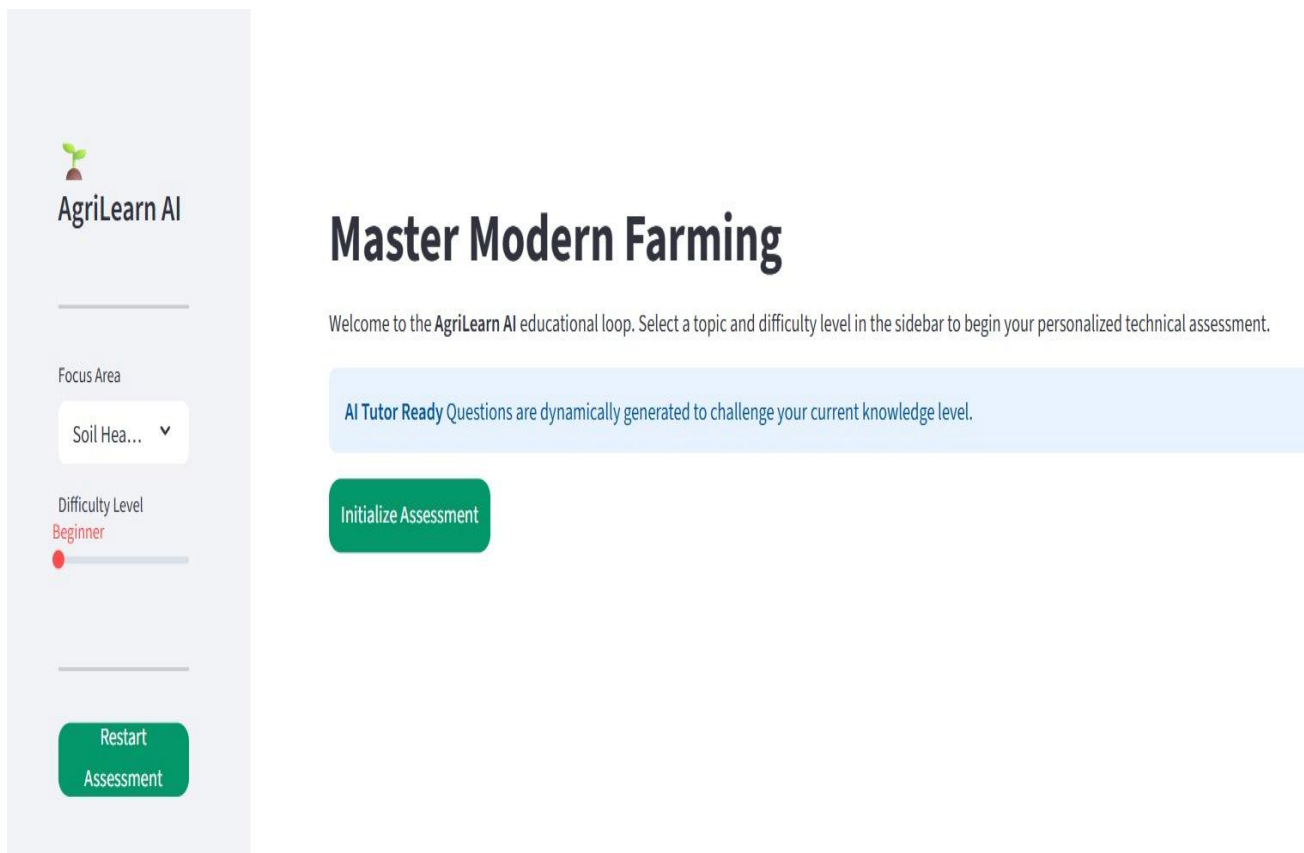 AgriLearn AI
Focus Area
Soil Hea...
Difficulty Level
Beginner
Restart
Assessment
Master Modern Farming
Welcome to the AgriLearn AI educational loop. Select a topic and difficulty level in the sidebar to begin your personalized technical assessment.
AI Tutor Ready Questions are dynamically generated to challenge your current knowledge level.
Initialize Assessment